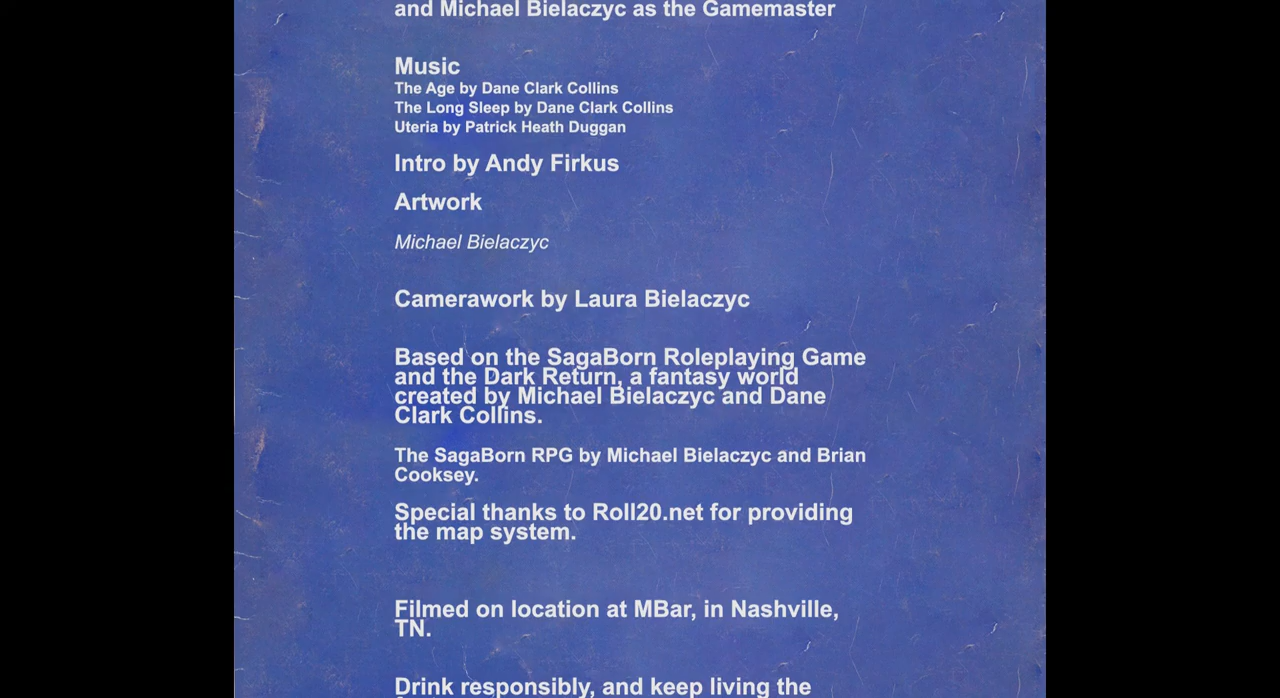 and Michael Bielaczyc as the Gamemaster
Music
The Age by Dane Clark Collins
The Long Sleep by Dane Clark Collins
Uteria by Patrick Heath Duggan
Intro by Andy Firkus
Artwork
Michael Bielaczyc
Camerawork by Laura Bielaczyc
Based on the SagaBorn Roleplaying Game
and the Dark Return, a fantasy world
created by Michael Bielaczyc and Dane
Clark Collins.
The SagaBorn RPG by Michael Bielaczyc and Brian
Cooksey.
Special thanks to Roll20.net for providing
the map system.
Filmed on location at MBar, in Nashville,
TN.
Drink responsibly, and keep living the